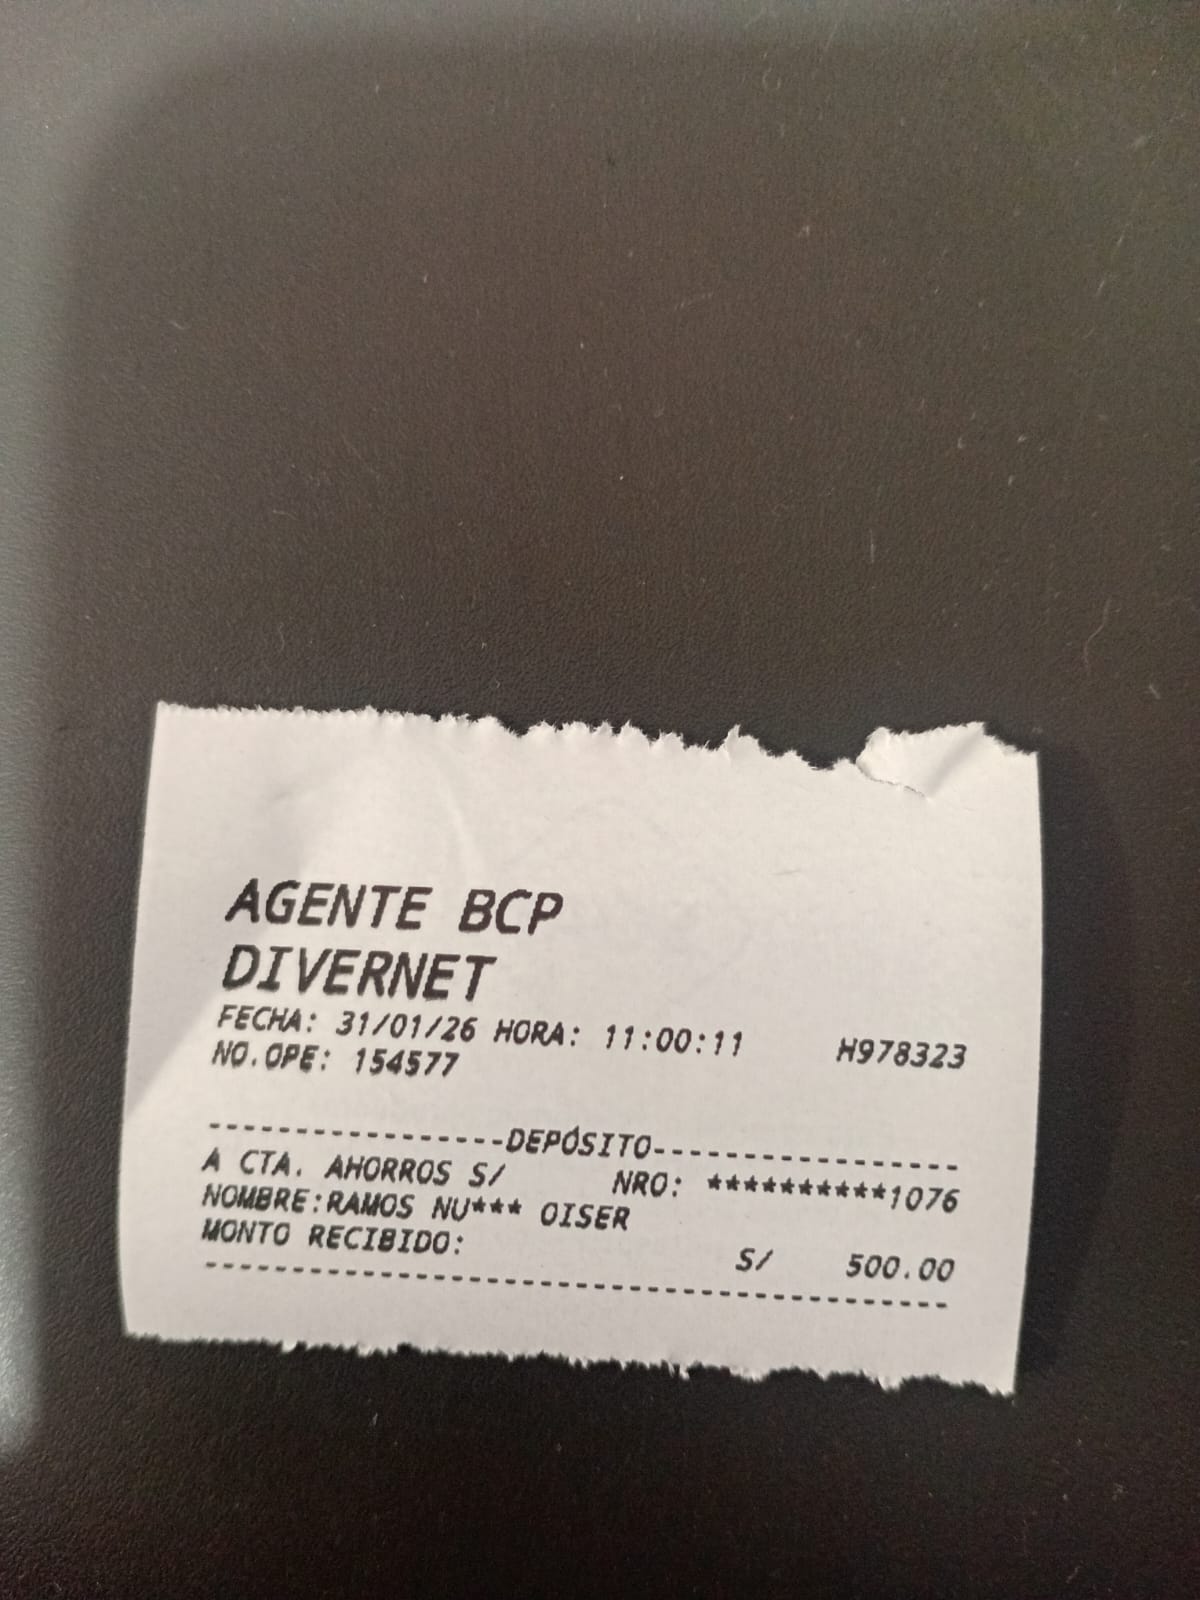 AGENTE BCP
DIVERNET
FECHA: 31/01/26 HORA: 11:00:11 H978323
NO.OPE: 154577
-----------------DEPÓSITO------------------
A CTA. AHORROS S/ NRO: **********1076
NOMBRE:RAMOS NU*** OISER
MONTO RECIBIDO: S/ 500.00
-------------------------------------------